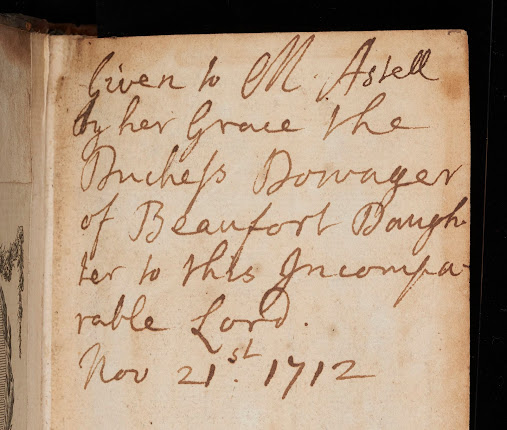 Given to M. Astell
by her Grace the
Ducheſs Dowager
of Beaufort Daugh-
ter to this Incompa-
rable Lord.
Nov 21st. 1712